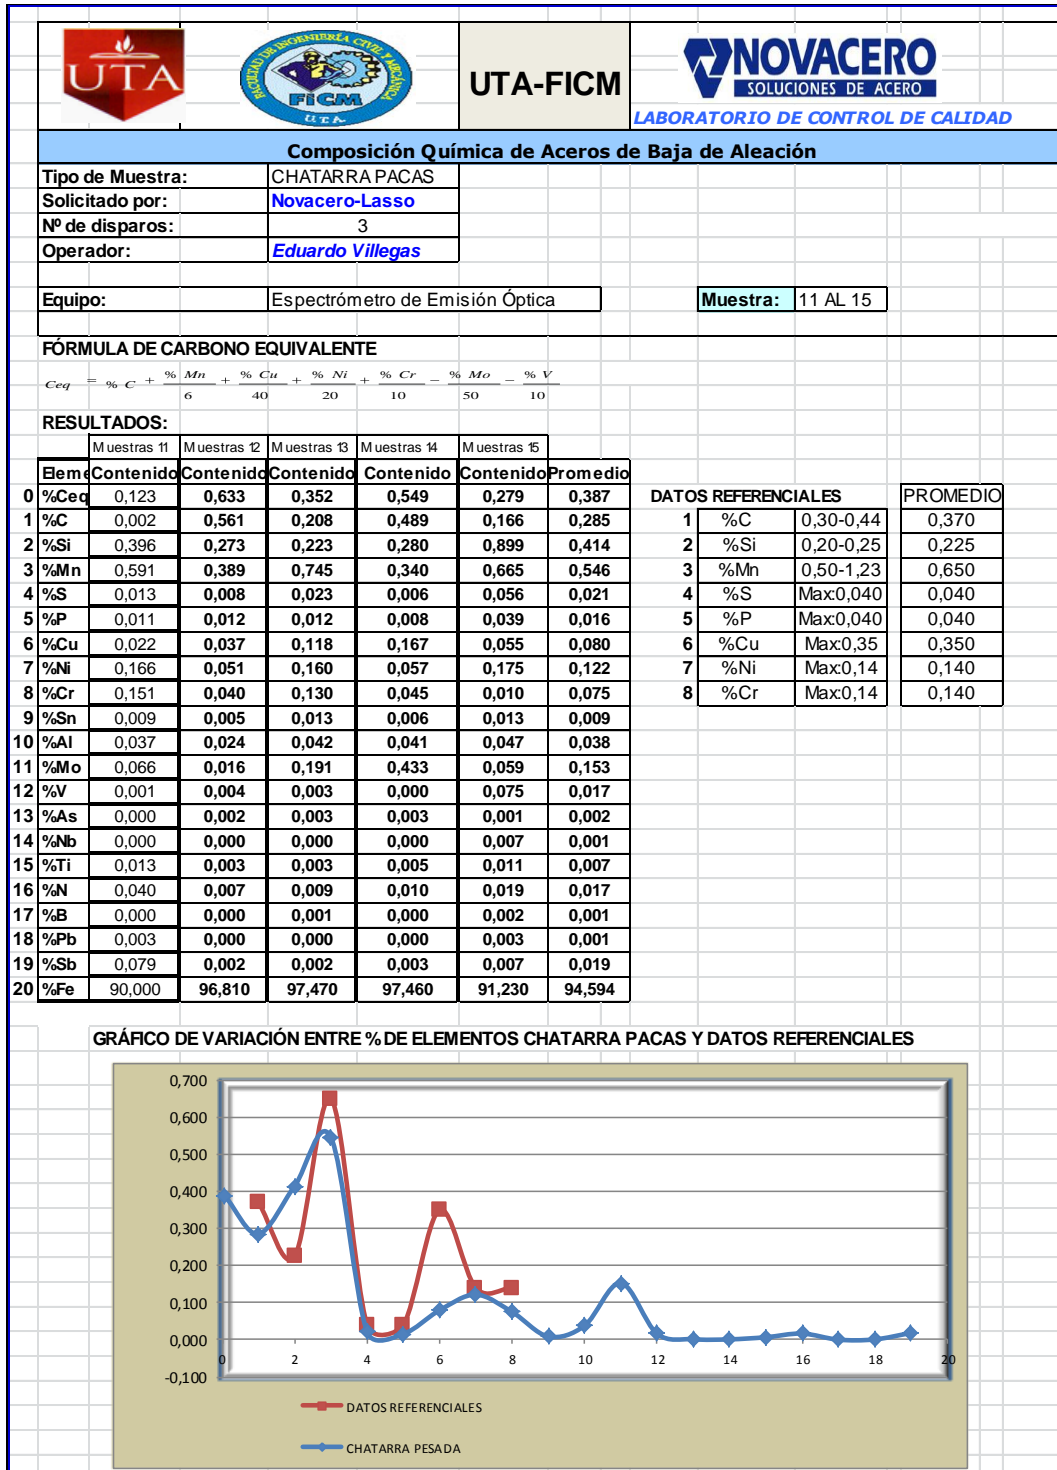 UTA
FACULTAD DE INGENIERÍA CIVIL Y MECÁNICA
FICM
U.T.A.
UTA-FICM
NOVACERO
SOLUCIONES DE ACERO
LABORATORIO DE CONTROL DE CALIDAD
Composición Química de Aceros de Baja de Aleación
Tipo de Muestra: CHATARRA PACAS
Solicitado por: Novacero-Lasso
Nº de disparos: 3
Operador: Eduardo Villegas
Equipo: Espectrómetro de Emisión Óptica Muestra: 11 AL 15
FÓRMULA DE CARBONO EQUIVALENTE
Ceq = % C + % Mn / 6 + % Cu / 40 + % Ni / 20 + % Cr / 10 − % Mo / 50 − % V / 10
RESULTADOS:
Muestras 11 Muestras 12 Muestras 13 Muestras 14 Muestras 15
Eleme Contenido Contenido Contenido Contenido Contenido Promedio
0 %Ceq 0,123 0,633 0,352 0,549 0,279 0,387 DATOS REFERENCIALES PROMEDIO
1 %C 0,002 0,561 0,208 0,489 0,166 0,285 1 %C 0,30-0,44 0,370
2 %Si 0,396 0,273 0,223 0,280 0,899 0,414 2 %Si 0,20-0,25 0,225
3 %Mn 0,591 0,389 0,745 0,340 0,665 0,546 3 %Mn 0,50-1,23 0,650
4 %S 0,013 0,008 0,023 0,006 0,056 0,021 4 %S Max:0,040 0,040
5 %P 0,011 0,012 0,012 0,008 0,039 0,016 5 %P Max:0,040 0,040
6 %Cu 0,022 0,037 0,118 0,167 0,055 0,080 6 %Cu Max:0,35 0,350
7 %Ni 0,166 0,051 0,160 0,057 0,175 0,122 7 %Ni Max:0,14 0,140
8 %Cr 0,151 0,040 0,130 0,045 0,010 0,075 8 %Cr Max:0,14 0,140
9 %Sn 0,009 0,005 0,013 0,006 0,013 0,009
10 %Al 0,037 0,024 0,042 0,041 0,047 0,038
11 %Mo 0,066 0,016 0,191 0,433 0,059 0,153
12 %V 0,001 0,004 0,003 0,000 0,075 0,017
13 %As 0,000 0,002 0,003 0,003 0,001 0,002
14 %Nb 0,000 0,000 0,000 0,000 0,007 0,001
15 %Ti 0,013 0,003 0,003 0,005 0,011 0,007
16 %N 0,040 0,007 0,009 0,010 0,019 0,017
17 %B 0,000 0,000 0,001 0,000 0,002 0,001
18 %Pb 0,003 0,000 0,000 0,000 0,003 0,001
19 %Sb 0,079 0,002 0,002 0,003 0,007 0,019
20 %Fe 90,000 96,810 97,470 97,460 91,230 94,594
GRÁFICO DE VARIACIÓN ENTRE % DE ELEMENTOS CHATARRA PACAS Y DATOS REFERENCIALES
0,700
0,600
0,500
0,400
0,300
0,200
0,100
0,000
0 2 4 6 8 10 12 14 16 18 20
-0,100
DATOS REFERENCIALES
CHATARRA PESADA